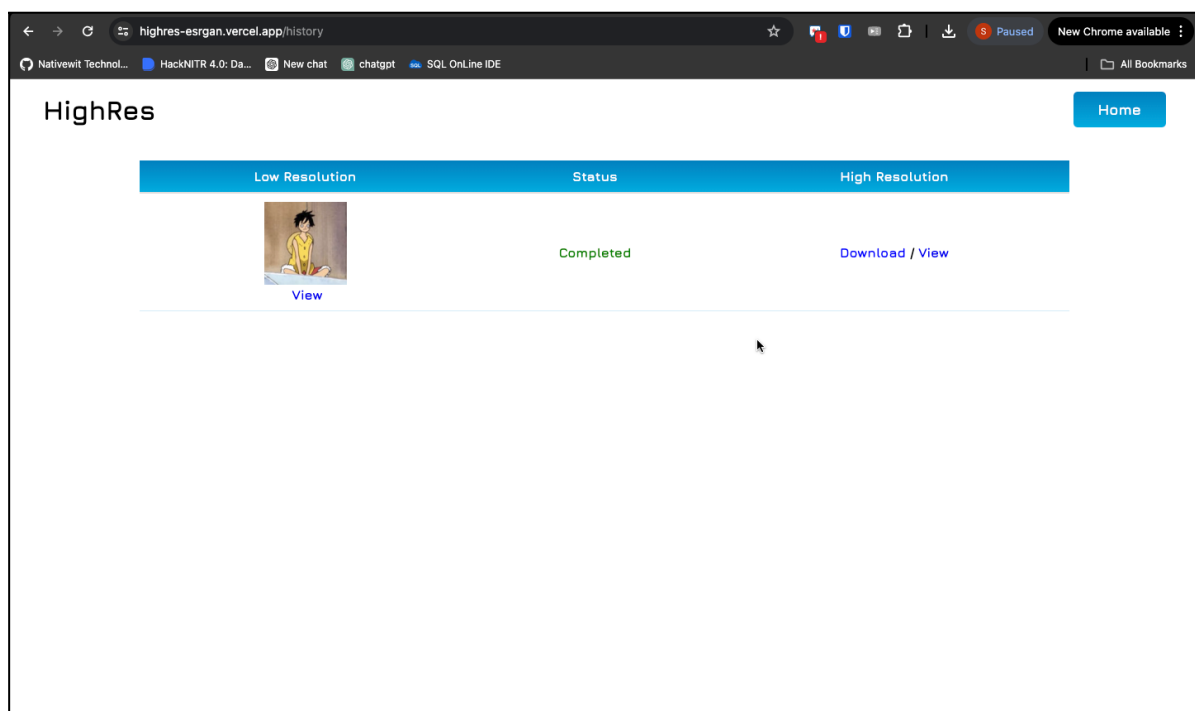 highres-esrgan.vercel.app/history
S Paused
New Chrome available
Nativewit Technol... HackNITR 4.0: Da... New chat chatgpt SQL OnLine IDE All Bookmarks
HighRes
Home
Low Resolution Status High Resolution
Completed Download / View
View